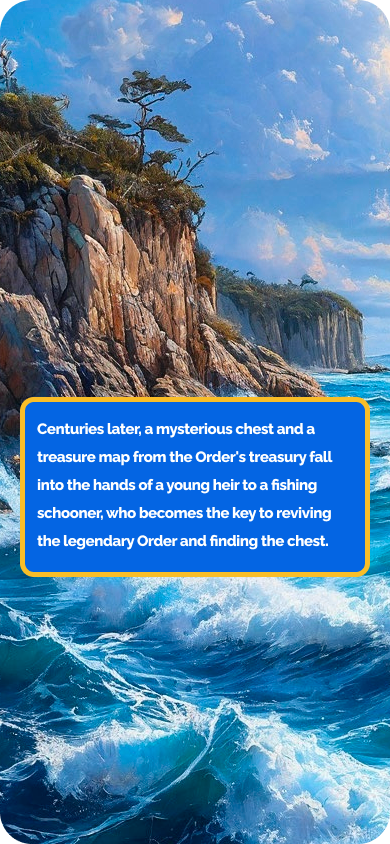 Centuries later, a mysterious chest and a
treasure map from the Order's treasury fall
into the hands of a young heir to a fishing
schooner, who becomes the key to reviving
the legendary Order and finding the chest.